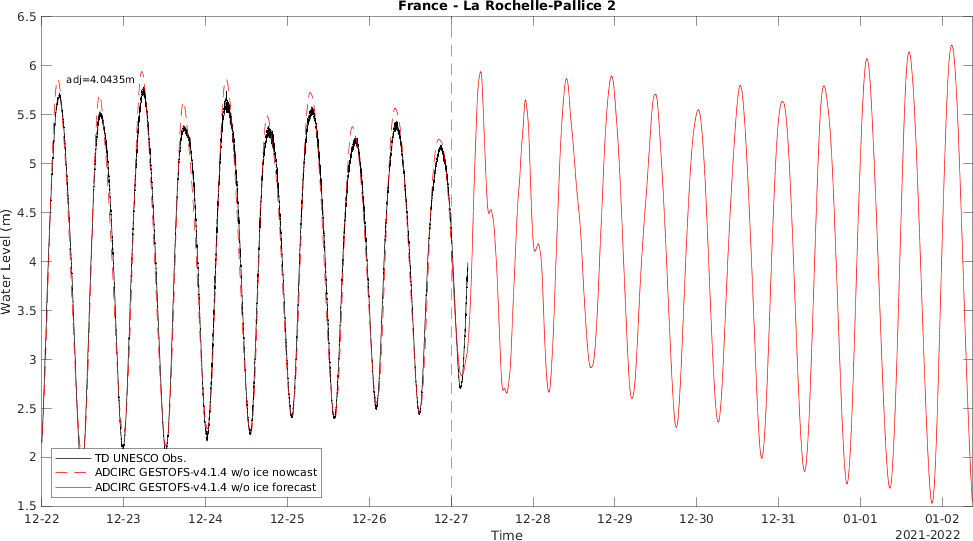 France - La Rochelle-Pallice 2
6.5
6
5.5
5
4.5
4
3.5
3
2.5
2
1.5
Water Level (m)
adj=4.0435m
TD UNESCO Obs.
ADCIRC GESTOFS-v4.1.4 w/o ice nowcast
ADCIRC GESTOFS-v4.1.4 w/o ice forecast
12-22 12-23 12-24 12-25 12-26 12-27 12-28 12-29 12-30 12-31 01-01 01-02
Time
2021-2022